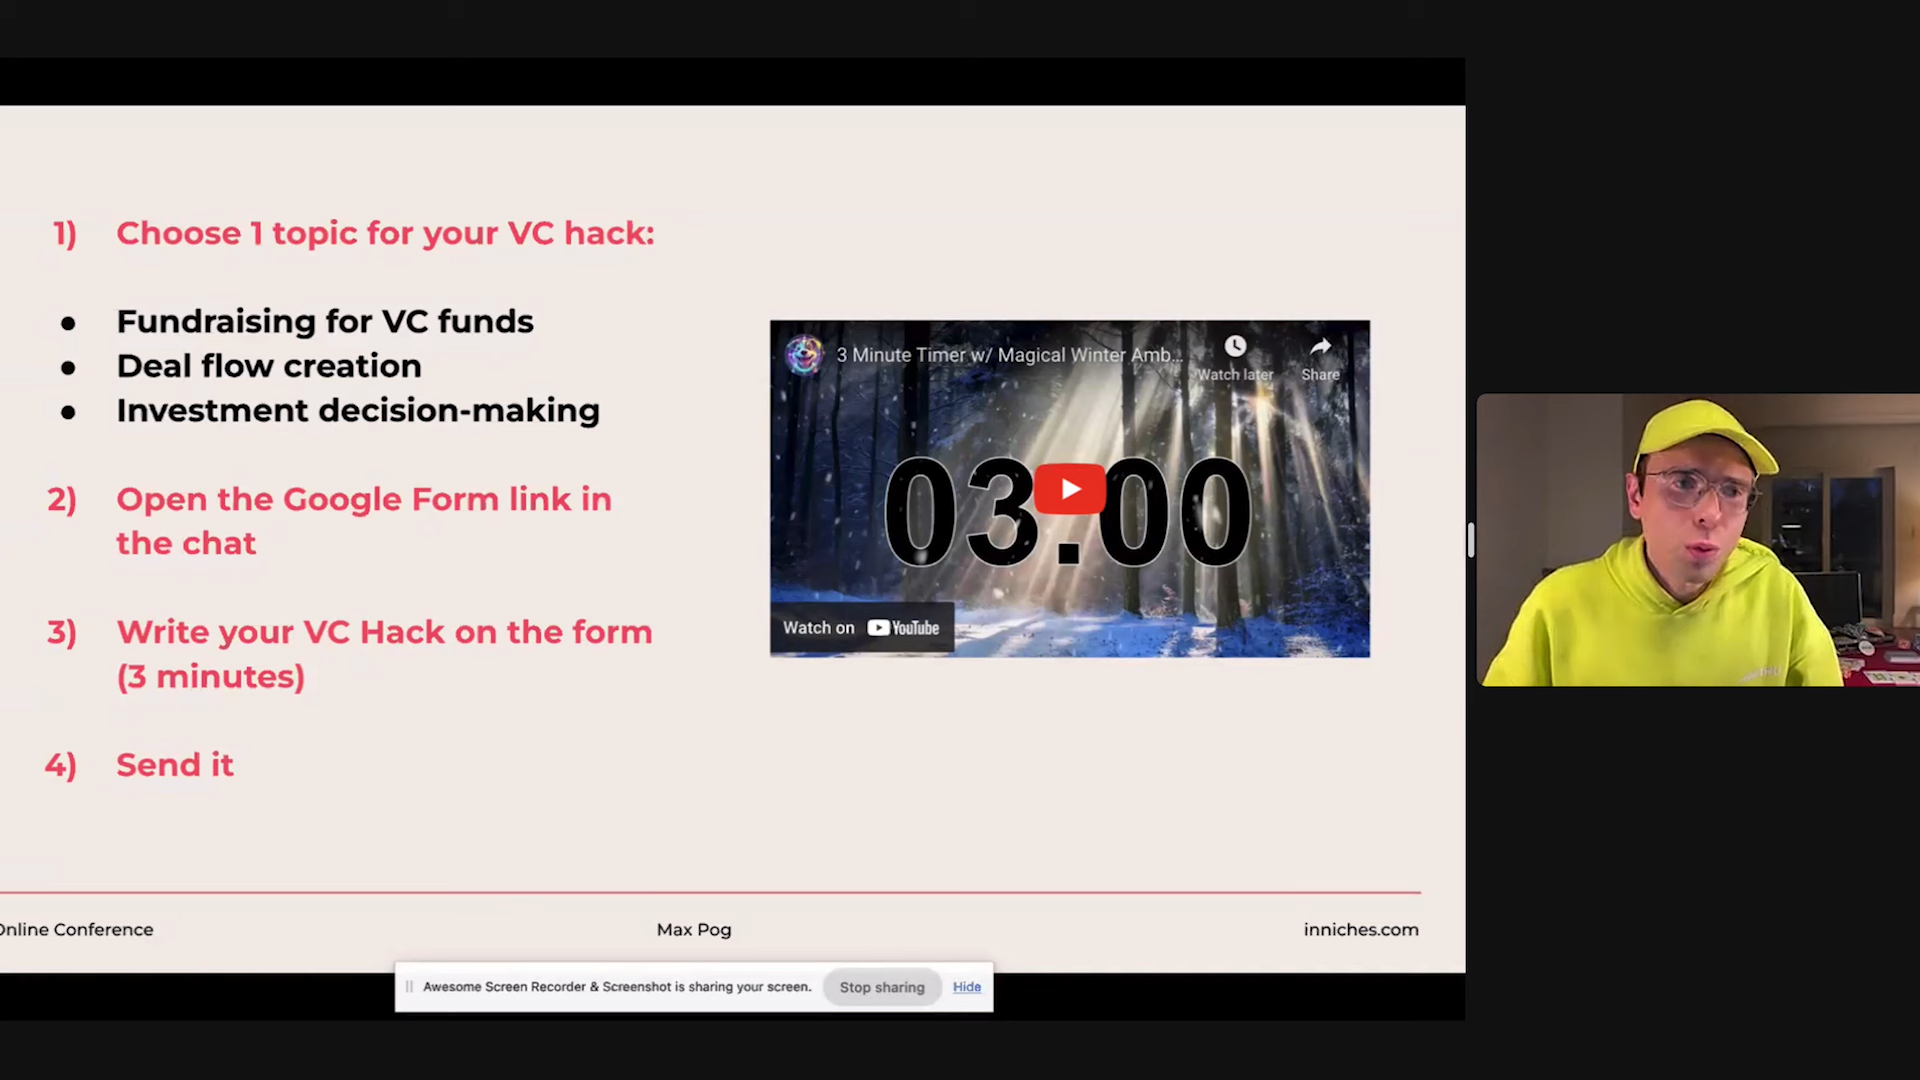 1) Choose 1 topic for your VC hack:
● Fundraising for VC funds
● Deal flow creation
● Investment decision-making
2) Open the Google Form link in
the chat
3) Write your VC Hack on the form
(3 minutes)
4) Send it
3 Minute Timer w/ Magical Winter Amb...
Watch later
Share
03.00
Watch on YouTube
Online Conference
Max Pog
inniches.com
Awesome Screen Recorder & Screenshot is sharing your screen.
Stop sharing
Hide